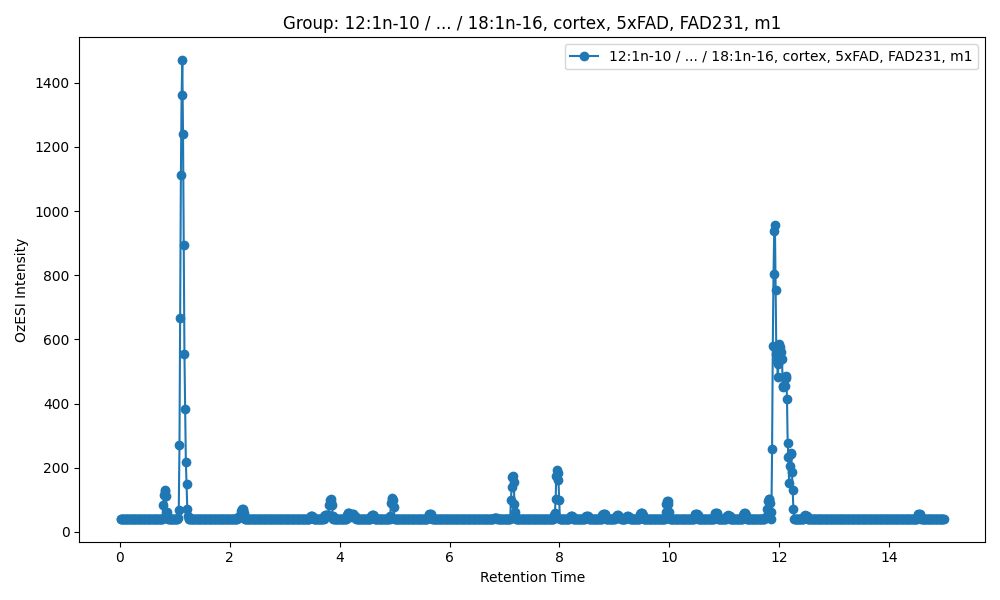 Group: 12:1n-10 / ... / 18:1n-16, cortex, 5xFAD, FAD231, m1
12:1n-10 / ... / 18:1n-16, cortex, 5xFAD, FAD231, m1
OzESI Intensity
1400
1200
1000
800
600
400
200
0
0 2 4 6 8 10 12 14
Retention Time